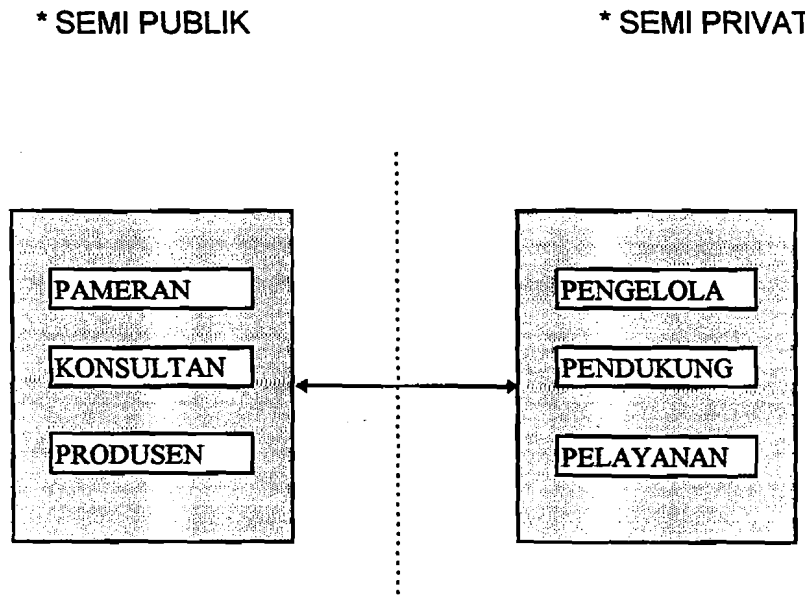 * SEMI PUBLIK
* SEMI PRIVAT
PAMERAN
KONSULTAN
PRODUSEN
PENGELOLA
PENDUKUNG
PELAYANAN